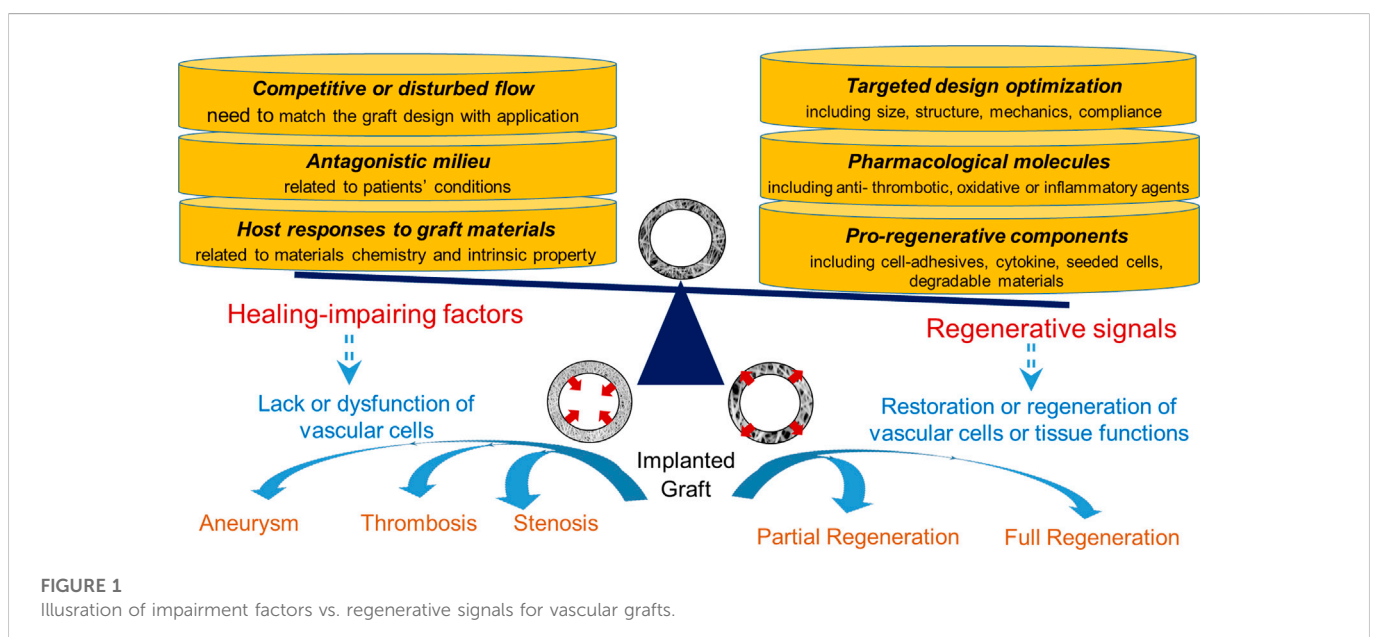 Competitive or disturbed flow
need to match the graft design with application
Antagonistic milieu
related to patients' conditions
Host responses to graft materials
related to materials chemistry and intrinsic property
Targeted design optimization
including size, structure, mechanics, compliance
Pharmacological molecules
including anti- thrombotic, oxidative or inflammatory agents
Pro-regenerative components
including cell-adhesives, cytokine, seeded cells,
degradable materials
Healing-impairing factors
Regenerative signals
Lack or dysfunction of
vascular cells
Restoration or regeneration of
vascular cells or tissue functions
Implanted
Graft
Aneurysm
Thrombosis
Stenosis
Partial Regeneration
Full Regeneration
FIGURE 1
Illusration of impairment factors vs. regenerative signals for vascular grafts.